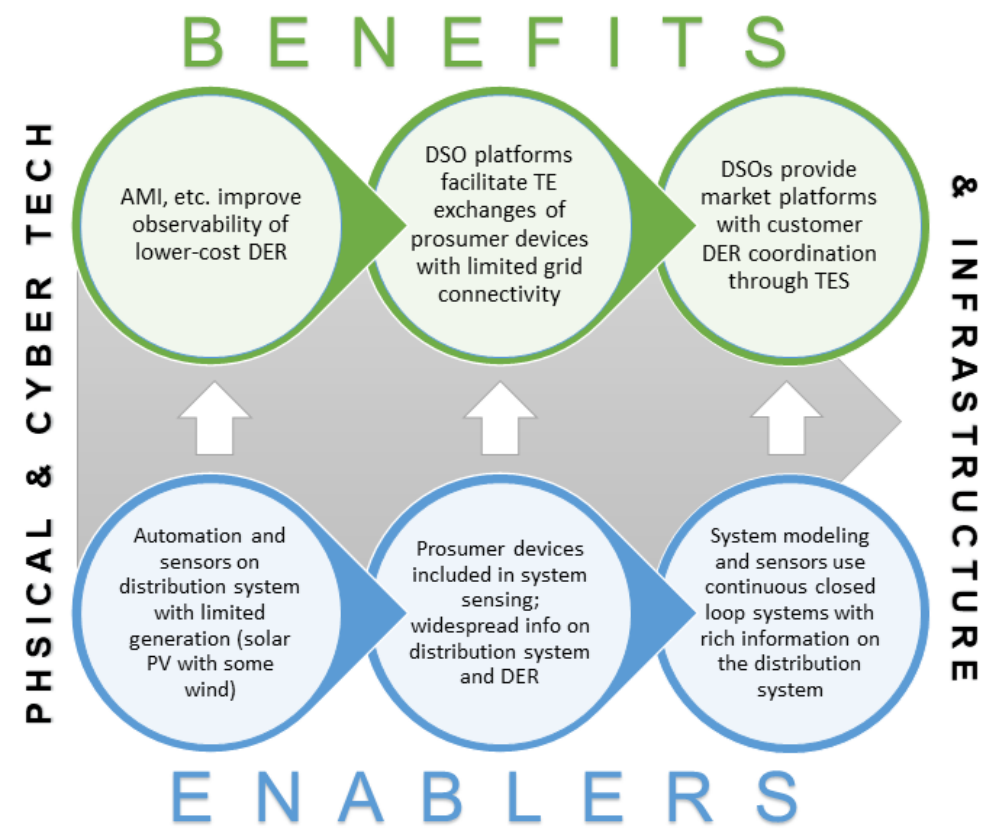 BENEFITS
PHSICAL & CYBER TECH
AMI, etc. improve
observability of
lower-cost DER
DSO platforms
facilitate TE
exchanges of
prosumer devices
with limited grid
connectivity
DSOs provide
market platforms
with customer
DER coordination
through TES
& INFRASTRUCTURE
Automation and
sensors on
distribution system
with limited
generation (solar
PV with some
wind)
Prosumer devices
included in system
sensing;
widespread info on
distribution system
and DER
System modeling
and sensors use
continuous closed
loop systems with
rich information on
the distribution
system
ENABLERS